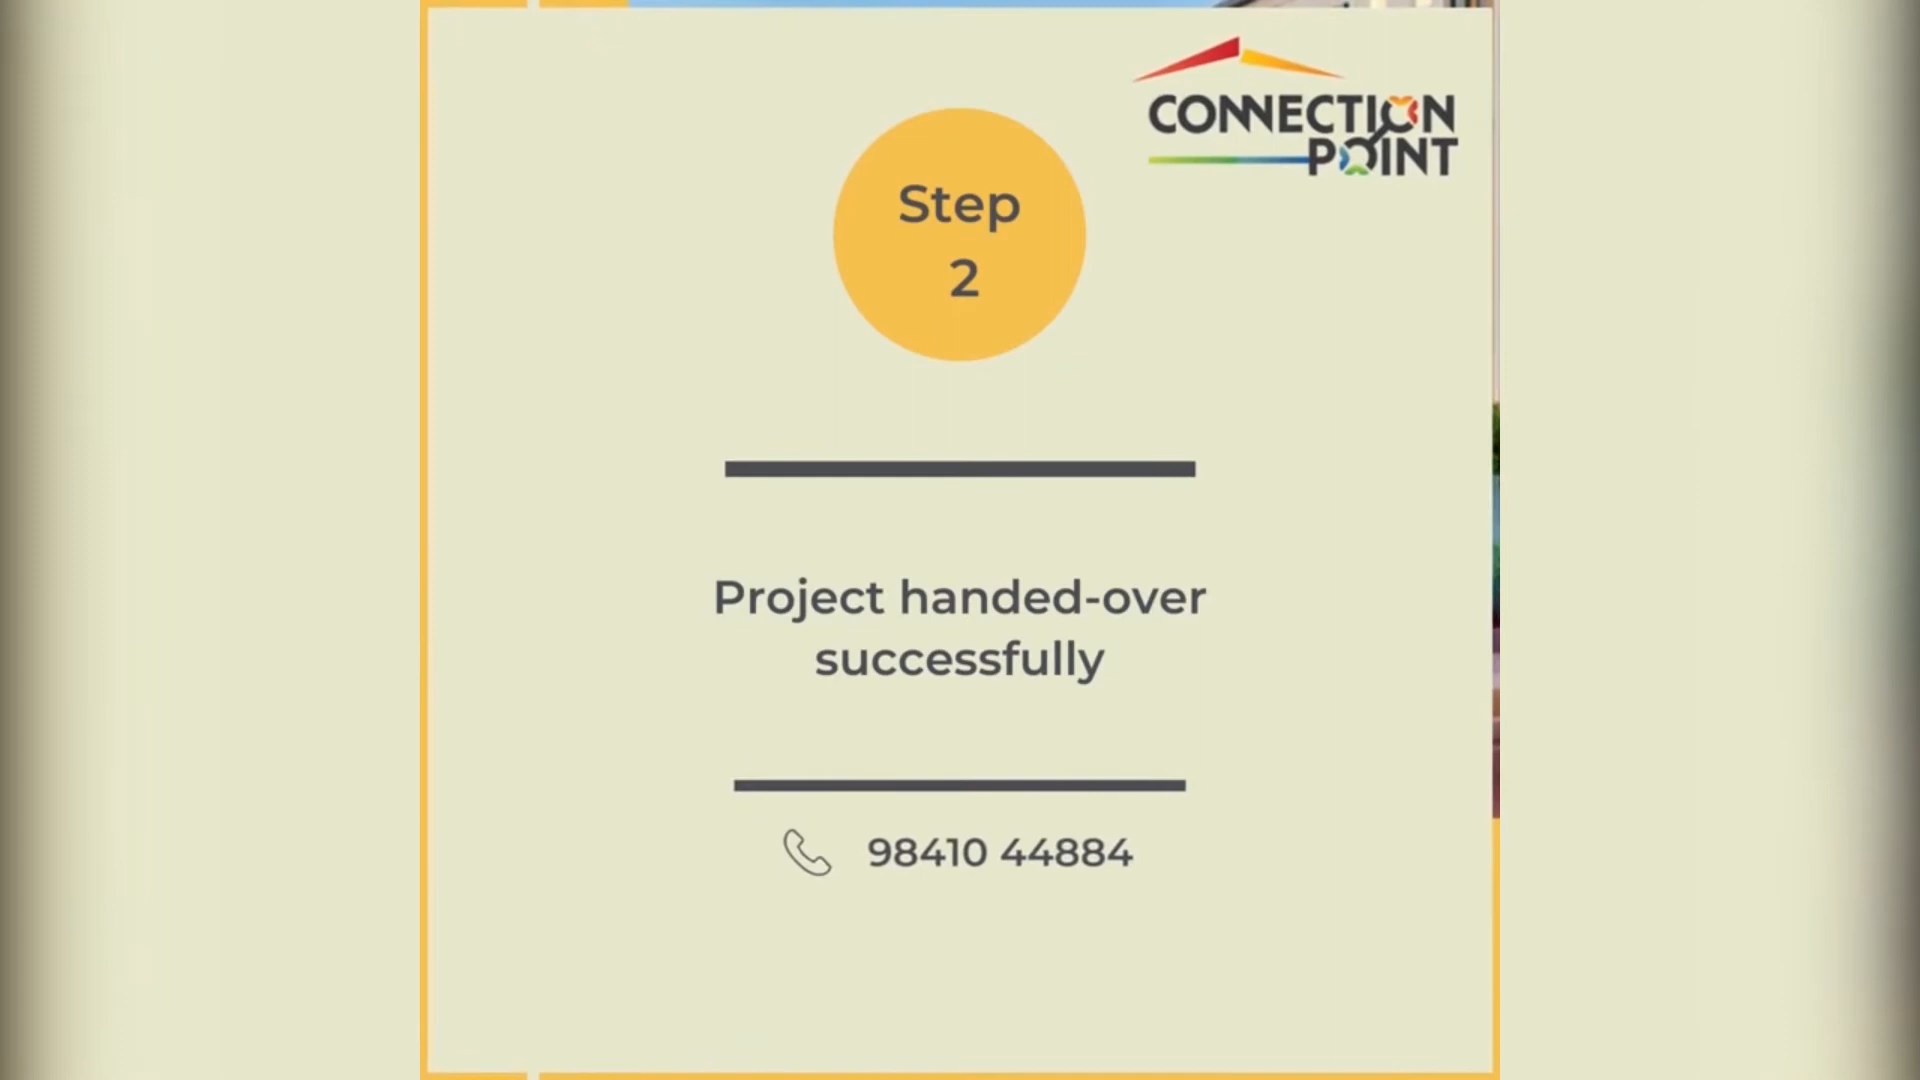 CONNECTION
POINT
Step
2
Project handed-over
successfully
98410 44884